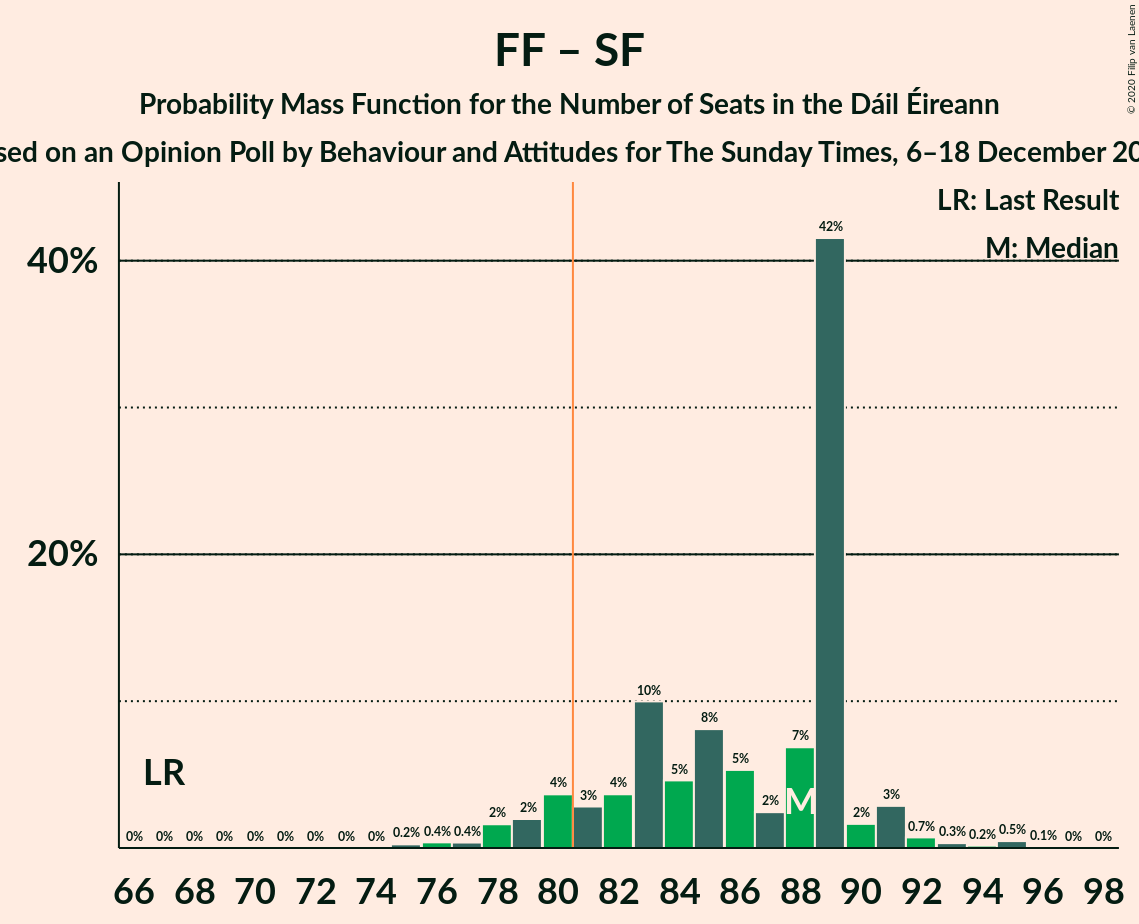 FF – SF
Probability Mass Function for the Number of Seats in the Dáil Éireann
sed on an Opinion Poll by Behaviour and Attitudes for The Sunday Times, 6–18 December 20
© 2020 Filip van Laenen
LR: Last Result
M: Median
40%
20%
LR
M
0% 0% 0% 0% 0% 0% 0% 0% 0% 0.2% 0.4% 0.4% 2% 2% 4% 3% 4% 10% 5% 8% 5% 2% 7% 42% 2% 3% 0.7% 0.3% 0.2% 0.5% 0.1% 0% 0%
66 68 70 72 74 76 78 80 82 84 86 88 90 92 94 96 98